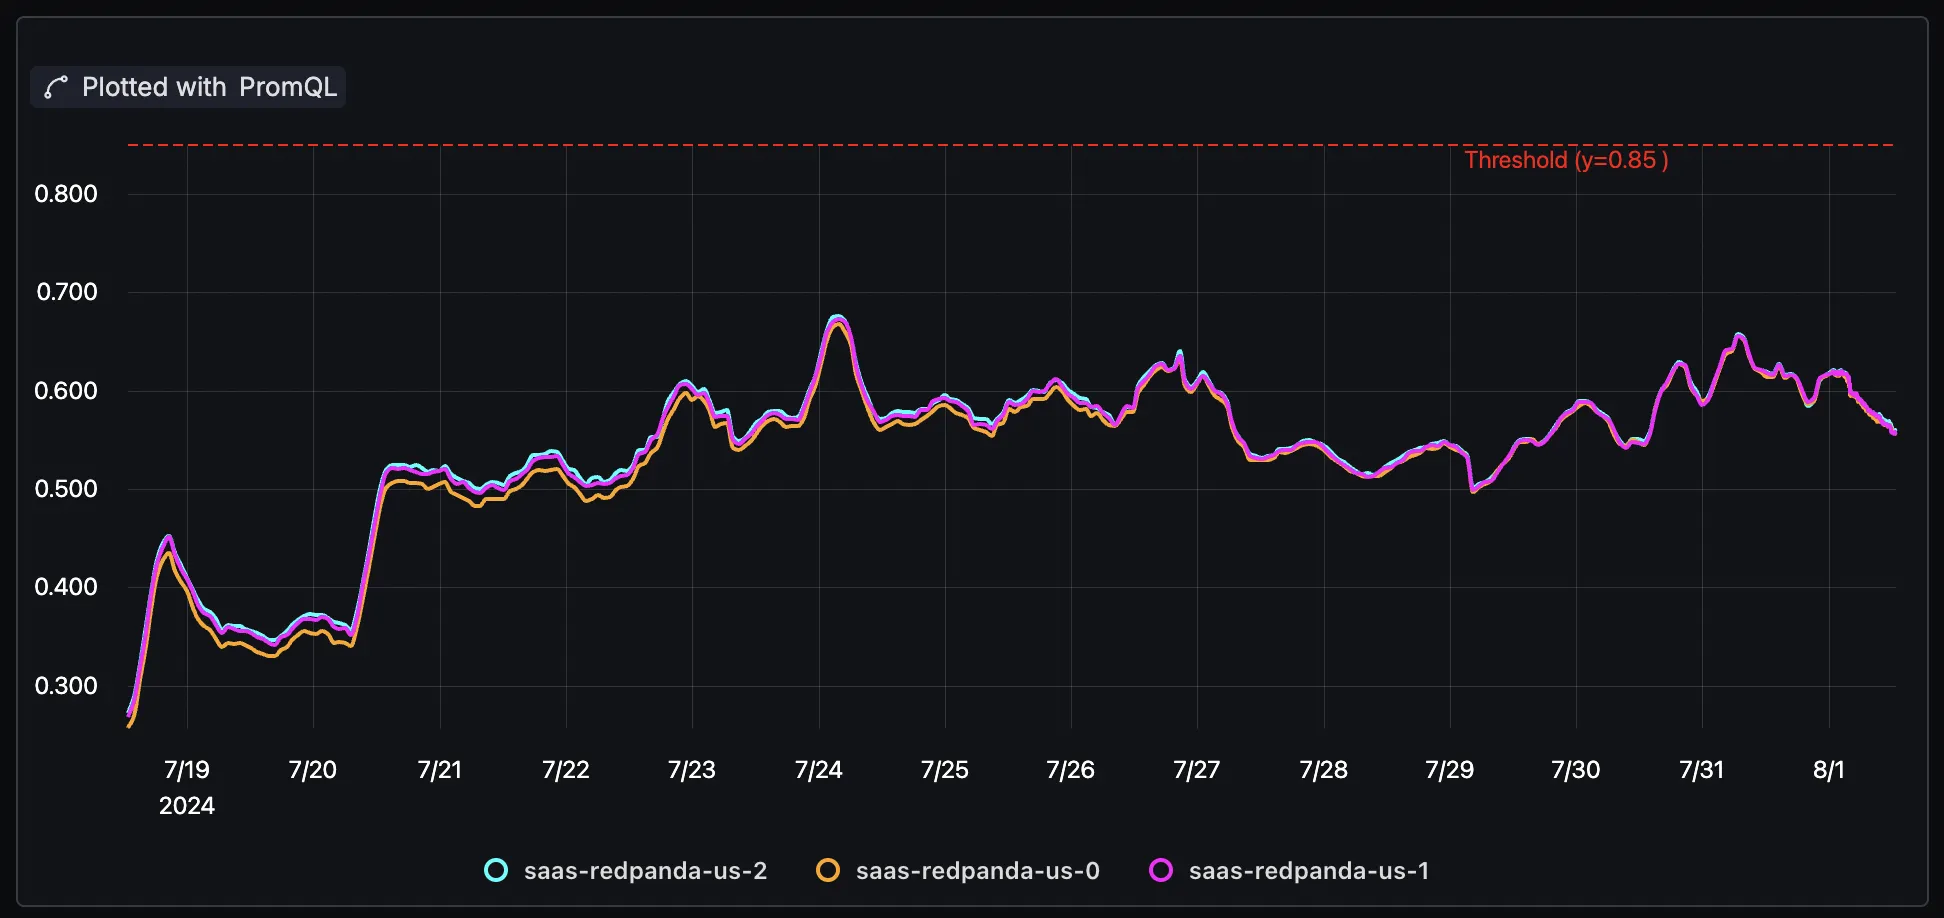 Plotted with PromQL
Threshold (y=0.85 )
0.800
0.700
0.600
0.500
0.400
0.300
7/19 7/20 7/21 7/22 7/23 7/24 7/25 7/26 7/27 7/28 7/29 7/30 7/31 8/1
2024
saas-redpanda-us-2 saas-redpanda-us-0 saas-redpanda-us-1